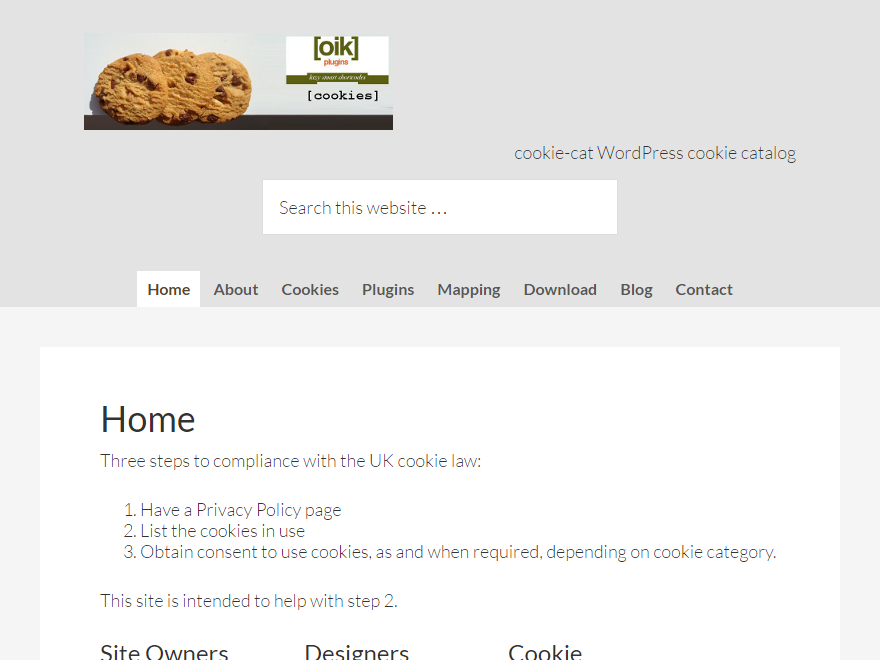 [oik]
plugins
lazy smart shortcodes
[cookies]
cookie-cat WordPress cookie catalog
Search this website …
Home About Cookies Plugins Mapping Download Blog Contact
Home
Three steps to compliance with the UK cookie law:
1. Have a Privacy Policy page
2. List the cookies in use
3. Obtain consent to use cookies, as and when required, depending on cookie category.
This site is intended to help with step 2.
Site Owners Designers Cookie